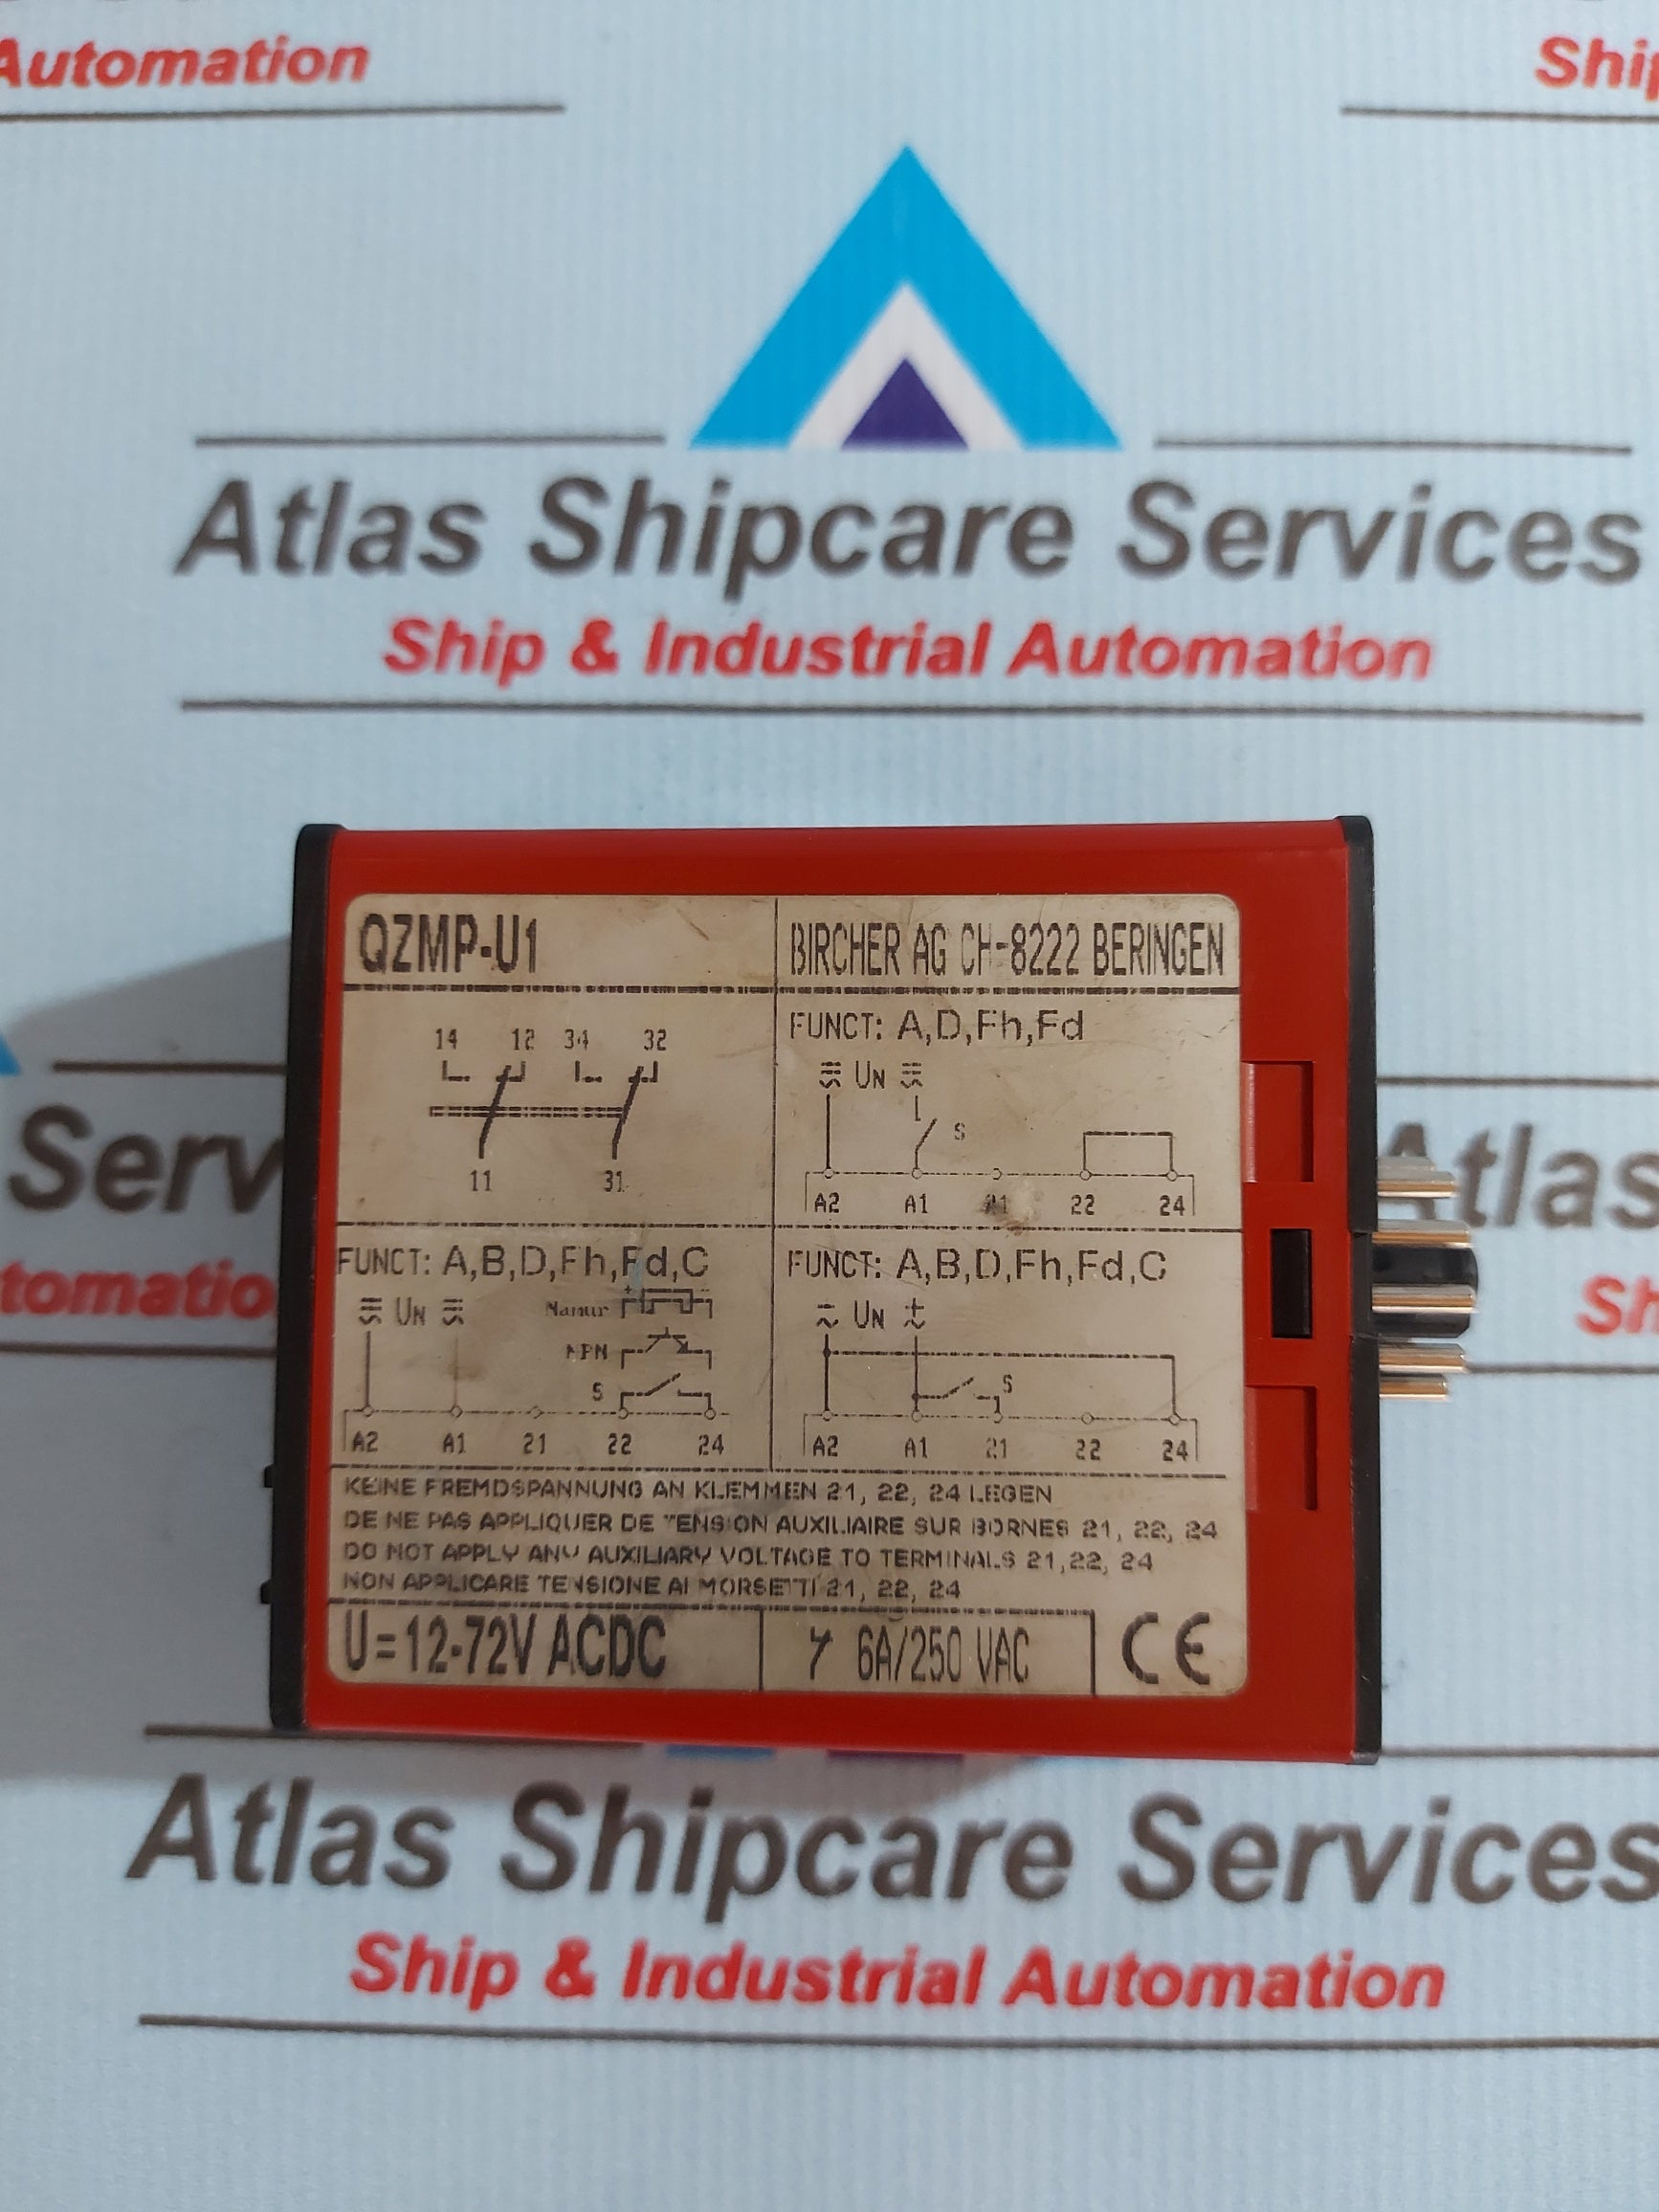 Automation
Ship
Atlas Shipcare Services
Ship & Industrial Automation
QZMP-U1
BIRCHER AG CH-8222 BERINGEN
14 12 34 32
11 31
FUNCT: A,D,Fh,Fd
UN
S
A2 A1 22 24
FUNCT: A,B,D,Fh,Fd,C
UN
Namur
NPN
S
A2 A1 21 22 24
FUNCT: A,B,D,Fh,Fd,C
UN
S
A2 A1 21 22 24
KEINE FREMDSPANNUNG AN KLEMMEN 21, 22, 24 LEGEN
DE NE PAS APPLIQUER DE TENSION AUXILIAIRE SUR BORNES 21, 22, 24
DO NOT APPLY ANY AUXILIARY VOLTAGE TO TERMINALS 21,22, 24
NON APPLICARE TENSIONE AI MORSETTI 21, 22, 24
U=12-72V ACDC
6A/250 VAC
CE
Serv
tomatio
Atlas
Sh
Atlas Shipcare Services
Ship & Industrial Automation